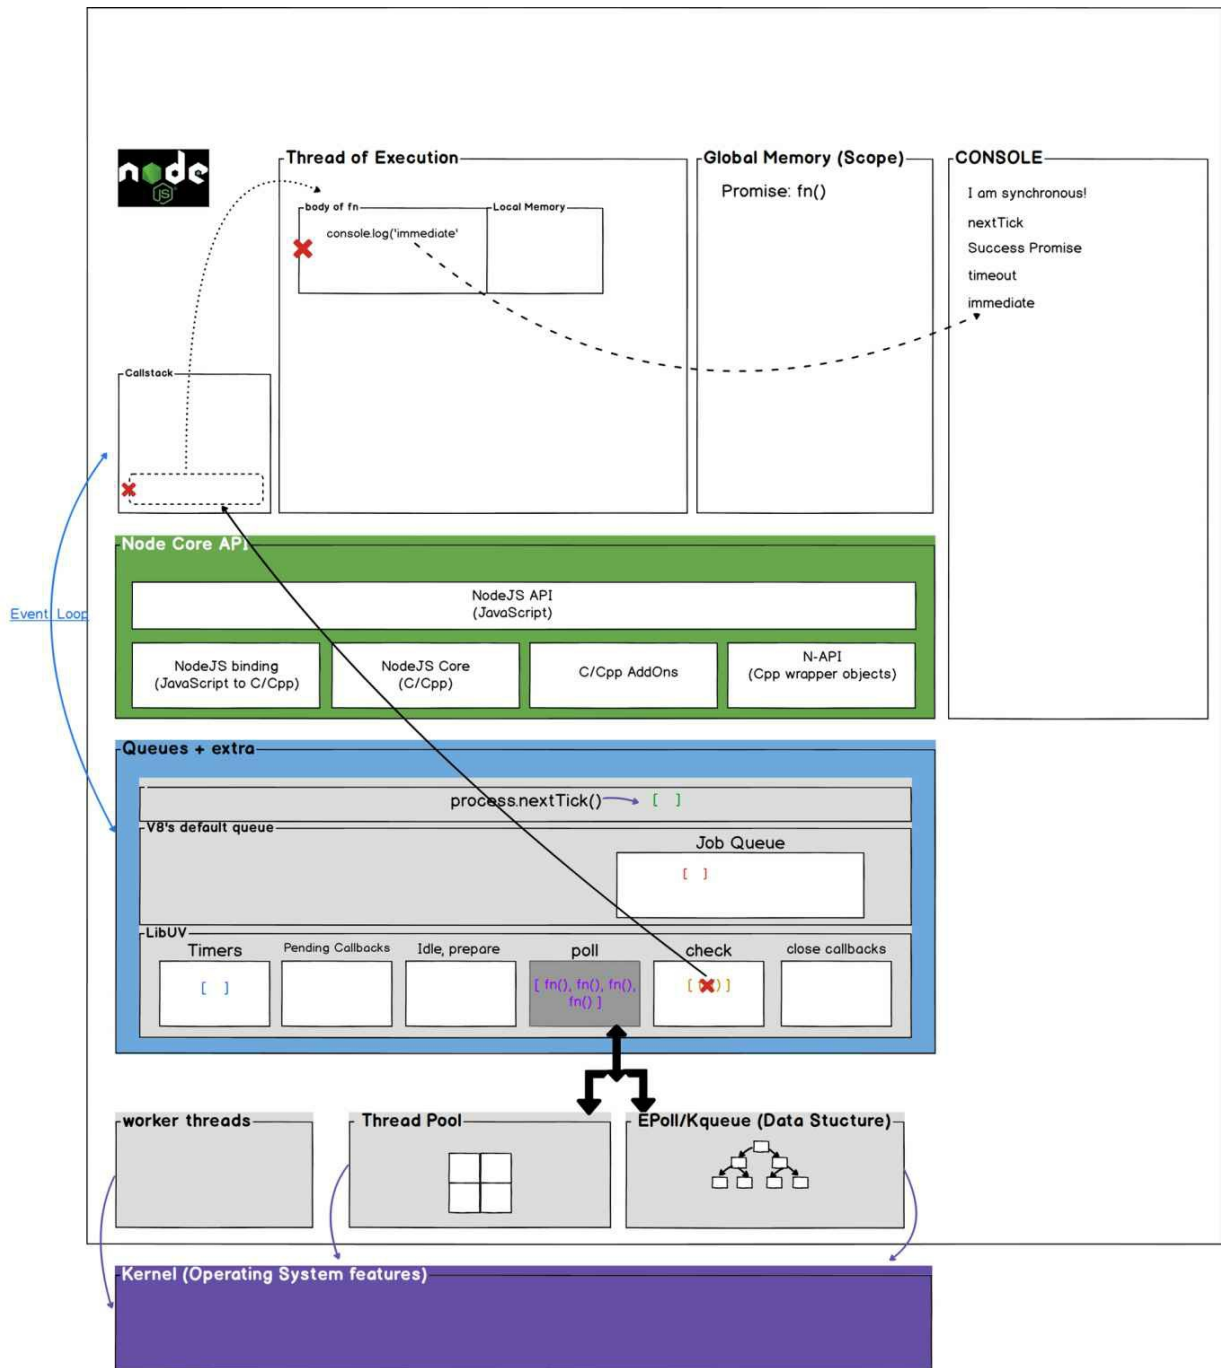 node
JS
Thread of Execution
body of fn
console.log('immediate'
Local Memory
Global Memory (Scope)
Promise: fn()
CONSOLE
I am synchronous!
nextTick
Success Promise
timeout
immediate
Callstack
Event Loop
Node Core API
NodeJS API
(JavaScript)
NodeJS binding
(JavaScript to C/Cpp)
NodeJS Core
(C/Cpp)
C/Cpp AddOns
N-API
(Cpp wrapper objects)
Queues + extra
process.nextTick()
[ ]
V8's default queue
Job Queue
[ ]
LibUV
Timers
[ ]
Pending Callbacks
Idle, prepare
poll
[ fn(), fn(), fn(),
fn() ]
check
[ ) ]
close callbacks
worker threads
Thread Pool
EPoll/Kqueue (Data Stucture)
Kernel (Operating System features)